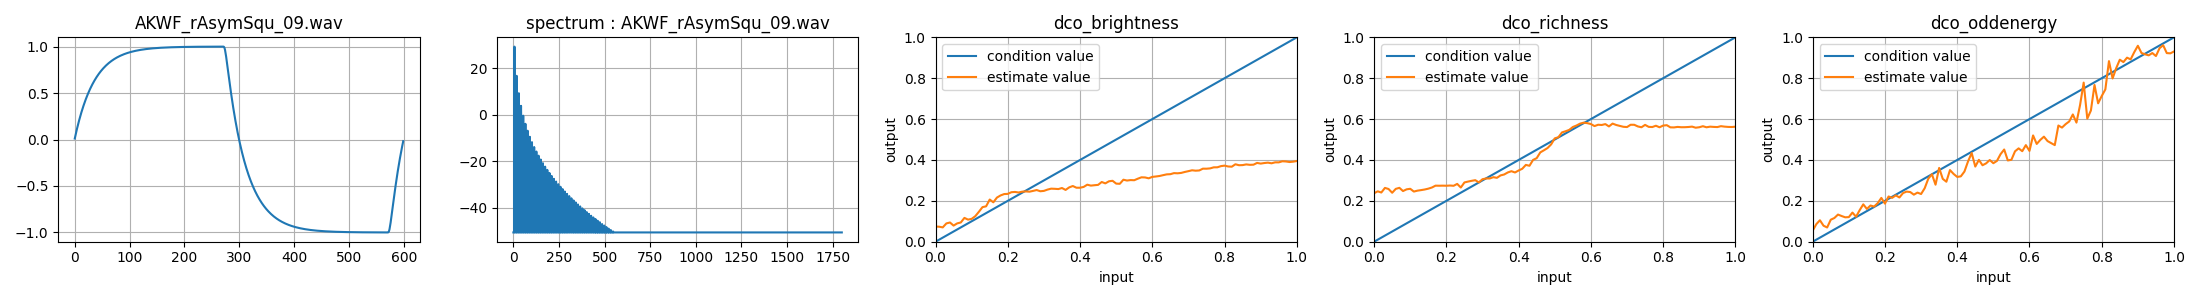 AKWF_rAsymSqu_09.wav
1.0
0.5
0.0
−0.5
−1.0
0 100 200 300 400 500 600
spectrum : AKWF_rAsymSqu_09.wav
20
0
−20
−40
0 250 500 750 1000 1250 1500 1750
dco_brightness
condition value
estimate value
output
1.0
0.8
0.6
0.4
0.2
0.0
0.0 0.2 0.4 0.6 0.8 1.0
input
dco_richness
condition value
estimate value
output
1.0
0.8
0.6
0.4
0.2
0.0
0.0 0.2 0.4 0.6 0.8 1.0
input
dco_oddenergy
condition value
estimate value
output
1.0
0.8
0.6
0.4
0.2
0.0
0.0 0.2 0.4 0.6 0.8 1.0
input